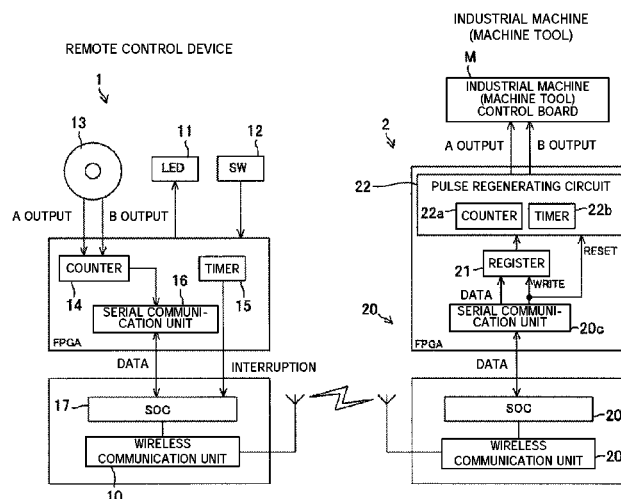 INDUSTRIAL MACHINE
(MACHINE TOOL)
REMOTE CONTROL DEVICE
M
1
INDUSTRIAL MACHINE
(MACHINE TOOL)
CONTROL BOARD
13
11
12
2
LED
SW
A OUTPUT
B OUTPUT
22
PULSE REGENERATING CIRCUIT
A OUTPUT
B OUTPUT
22a
COUNTER
TIMER
22b
COUNTER
14
16
TIMER
15
21
REGISTER
RESET
DATA
WRITE
SERIAL COMMUNI-
CATION UNIT
20
SERIAL COMMUNI-
CATION UNIT
20c
FPGA
FPGA
DATA
INTERRUPTION
DATA
17
SOC
SOC
20
WIRELESS
COMMUNICATION UNIT
WIRELESS
COMMUNICATION UNIT
20
10